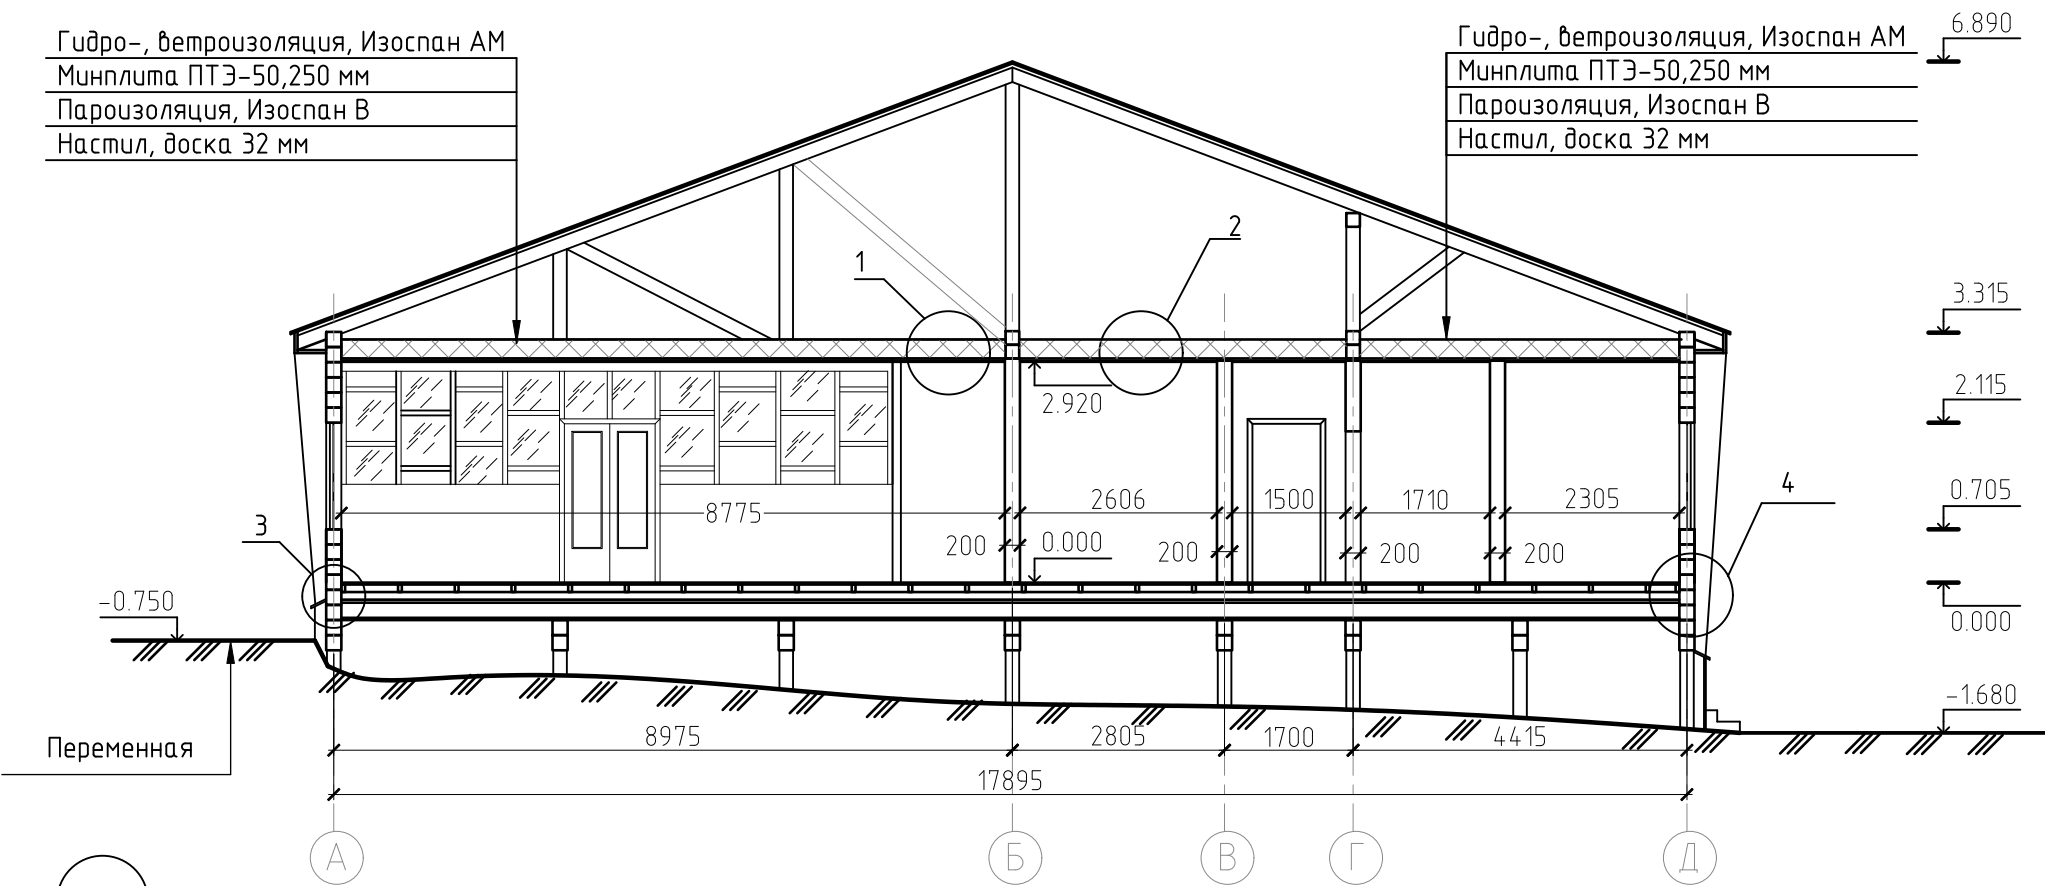 Гидро-, ветроизоляция, Изоспан АМ
Минплита ПТЭ-50,250 мм
Пароизоляция, Изоспан В
Настил, доска 32 мм
Гидро-, ветроизоляция, Изоспан АМ
Минплита ПТЭ-50,250 мм
Пароизоляция, Изоспан В
Настил, доска 32 мм
6.890
3.315
2.115
0.705
0.000
-1.680
1
2
2.920
8775
2606
1500
1710
2305
4
3
200
0.000
200
200
200
-0.750
Переменная
8975
2805
1700
4415
17895
А
Б
В
Г
Д